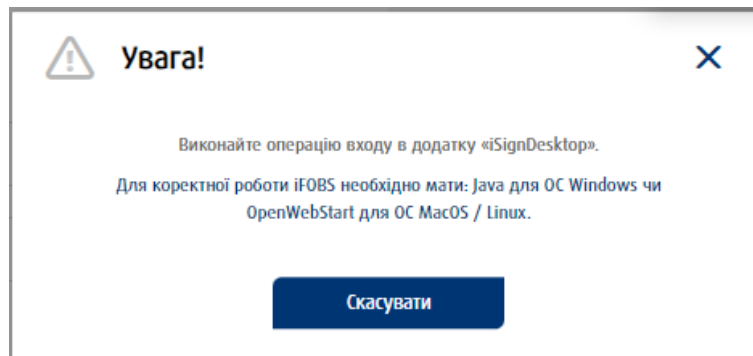 Увага!
Виконайте операцію входу в додатку «iSignDesktop».
Для коректної роботи iFOBS необхідно мати: Java для ОС Windows чи
OpenWebStart для ОС MacOS / Linux.
Скасувати